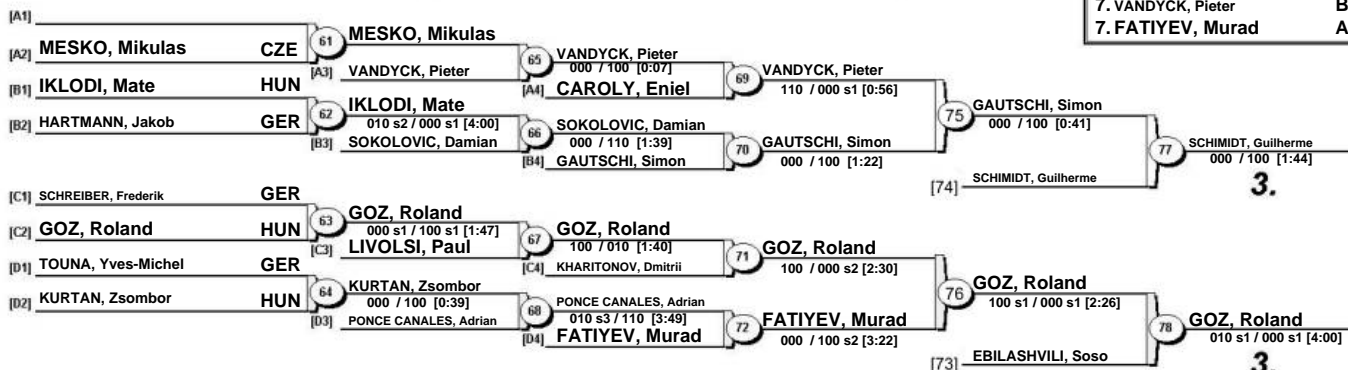 7. VANDYCK, Pieter B
7. FATIYEV, Murad A
[A1]
[A2] MESKO, Mikulas CZE
61 MESKO, Mikulas
[A3] VANDYCK, Pieter
[B1] IKLODI, Mate HUN
[B2] HARTMANN, Jakob GER
62 IKLODI, Mate
010 s2 / 000 s1 [4:00]
[B3] SOKOLOVIC, Damian
65 VANDYCK, Pieter
000 / 100 [0:07]
[A4] CAROLY, Eniel
66 SOKOLOVIC, Damian
000 / 110 [1:39]
[B4] GAUTSCHI, Simon
69 VANDYCK, Pieter
110 / 000 s1 [0:56]
70 GAUTSCHI, Simon
000 / 100 [1:22]
75 GAUTSCHI, Simon
000 / 100 [0:41]
[74] SCHIMIDT, Guilherme
77 SCHIMIDT, Guilherme
000 / 100 [1:44]
3.
[C1] SCHREIBER, Frederik GER
[C2] GOZ, Roland HUN
63 GOZ, Roland
000 s1 / 100 s1 [1:47]
[C3] LIVOLSI, Paul
[D1] TOUNA, Yves-Michel GER
[D2] KURTAN, Zsombor HUN
64 KURTAN, Zsombor
000 / 100 [0:39]
[D3] PONCE CANALES, Adrian
67 GOZ, Roland
100 / 010 [1:40]
[C4] KHARITONOV, Dmitrii
68 PONCE CANALES, Adrian
010 s3 / 110 [3:49]
[D4] FATIYEV, Murad
71 GOZ, Roland
100 / 000 s2 [2:30]
72 FATIYEV, Murad
000 / 100 s2 [3:22]
76 GOZ, Roland
100 s1 / 000 s1 [2:26]
[73] EBILASHVILI, Soso
78 GOZ, Roland
010 s1 / 000 s1 [4:00]
3.